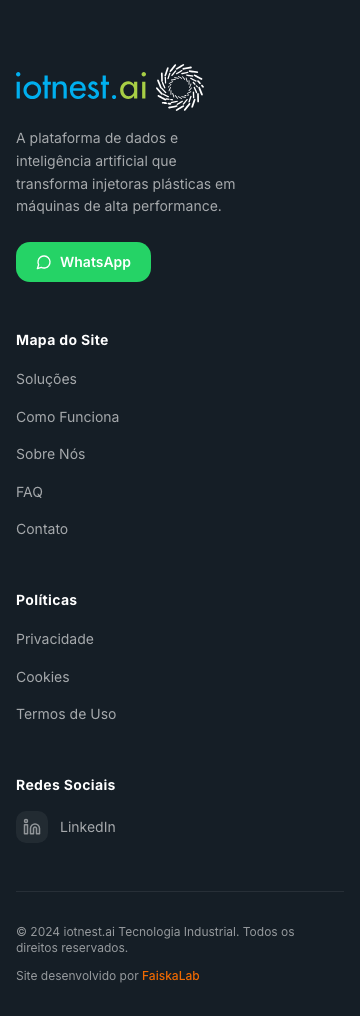 iotnest.ai
A plataforma de dados e
inteligência artificial que
transforma injetoras plásticas em
máquinas de alta performance.
WhatsApp
Mapa do Site
Soluções
Como Funciona
Sobre Nós
FAQ
Contato
Políticas
Privacidade
Cookies
Termos de Uso
Redes Sociais
LinkedIn
© 2024 iotnest.ai Tecnologia Industrial. Todos os
direitos reservados.
Site desenvolvido por FaiskaLab